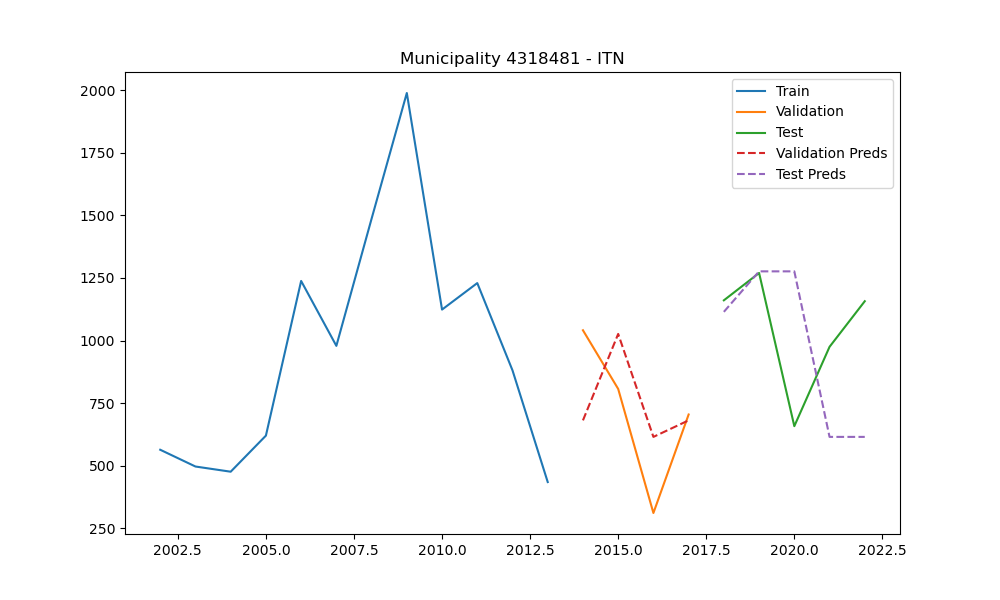 Municipality 4318481 - ITN
2000
1750
1500
1250
1000
750
500
250
Train
Validation
Test
Validation Preds
Test Preds
2002.5 2005.0 2007.5 2010.0 2012.5 2015.0 2017.5 2020.0 2022.5